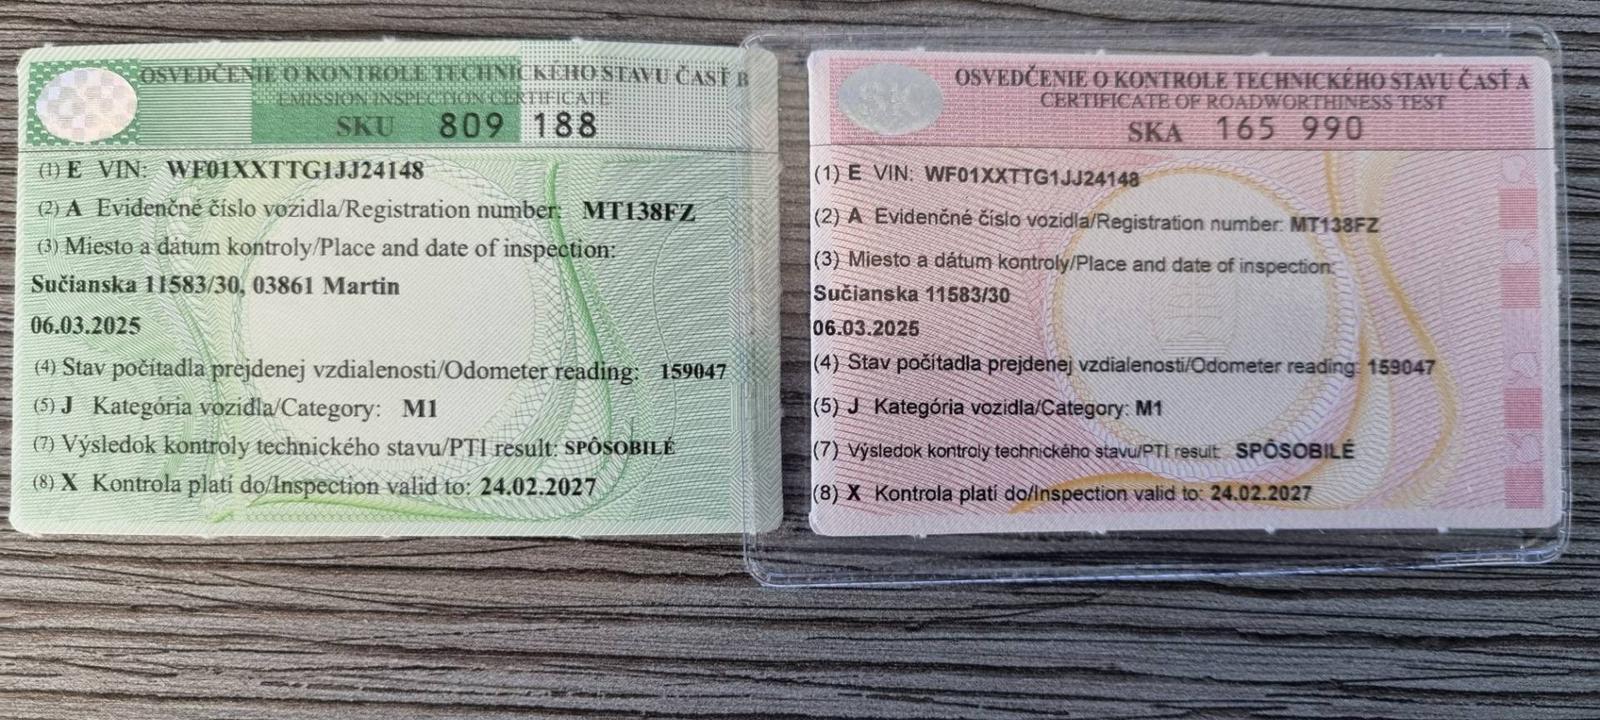 OSVEDČENIE O KONTROLE TECHNICKÉHO STAVU ČASŤ B
EMISSION INSPECTION CERTIFICATE
SKU 809 188
(1) E VIN: WF01XXTTG1JJ24148
(2) A Evidenčné číslo vozidla/Registration number: MT138FZ
(3) Miesto a dátum kontroly/Place and date of inspection:
Sučianska 11583/30, 03861 Martin
06.03.2025
(4) Stav počítadla prejdenej vzdialenosti/Odometer reading: 159047
(5) J Kategória vozidla/Category: M1
(7) Výsledok kontroly technického stavu/PTI result: SPÔSOBILÉ
(8) X Kontrola platí do/Inspection valid to: 24.02.2027
SK
OSVEDČENIE O KONTROLE TECHNICKÉHO STAVU ČASŤ A
CERTIFICATE OF ROADWORTHINESS TEST
SKA 165 990
(1) E VIN: WF01XXTTG1JJ24148
(2) A Evidenčné číslo vozidla/Registration number: MT138FZ
(3) Miesto a dátum kontroly/Place and date of inspection:
Sučianska 11583/30
06.03.2025
(4) Stav počítadla prejdenej vzdialenosti/Odometer reading: 159047
(5) J Kategória vozidla/Category: M1
(7) Výsledok kontroly technického stavu/PTI result: SPÔSOBILÉ
(8) X Kontrola platí do/Inspection valid to: 24.02.2027